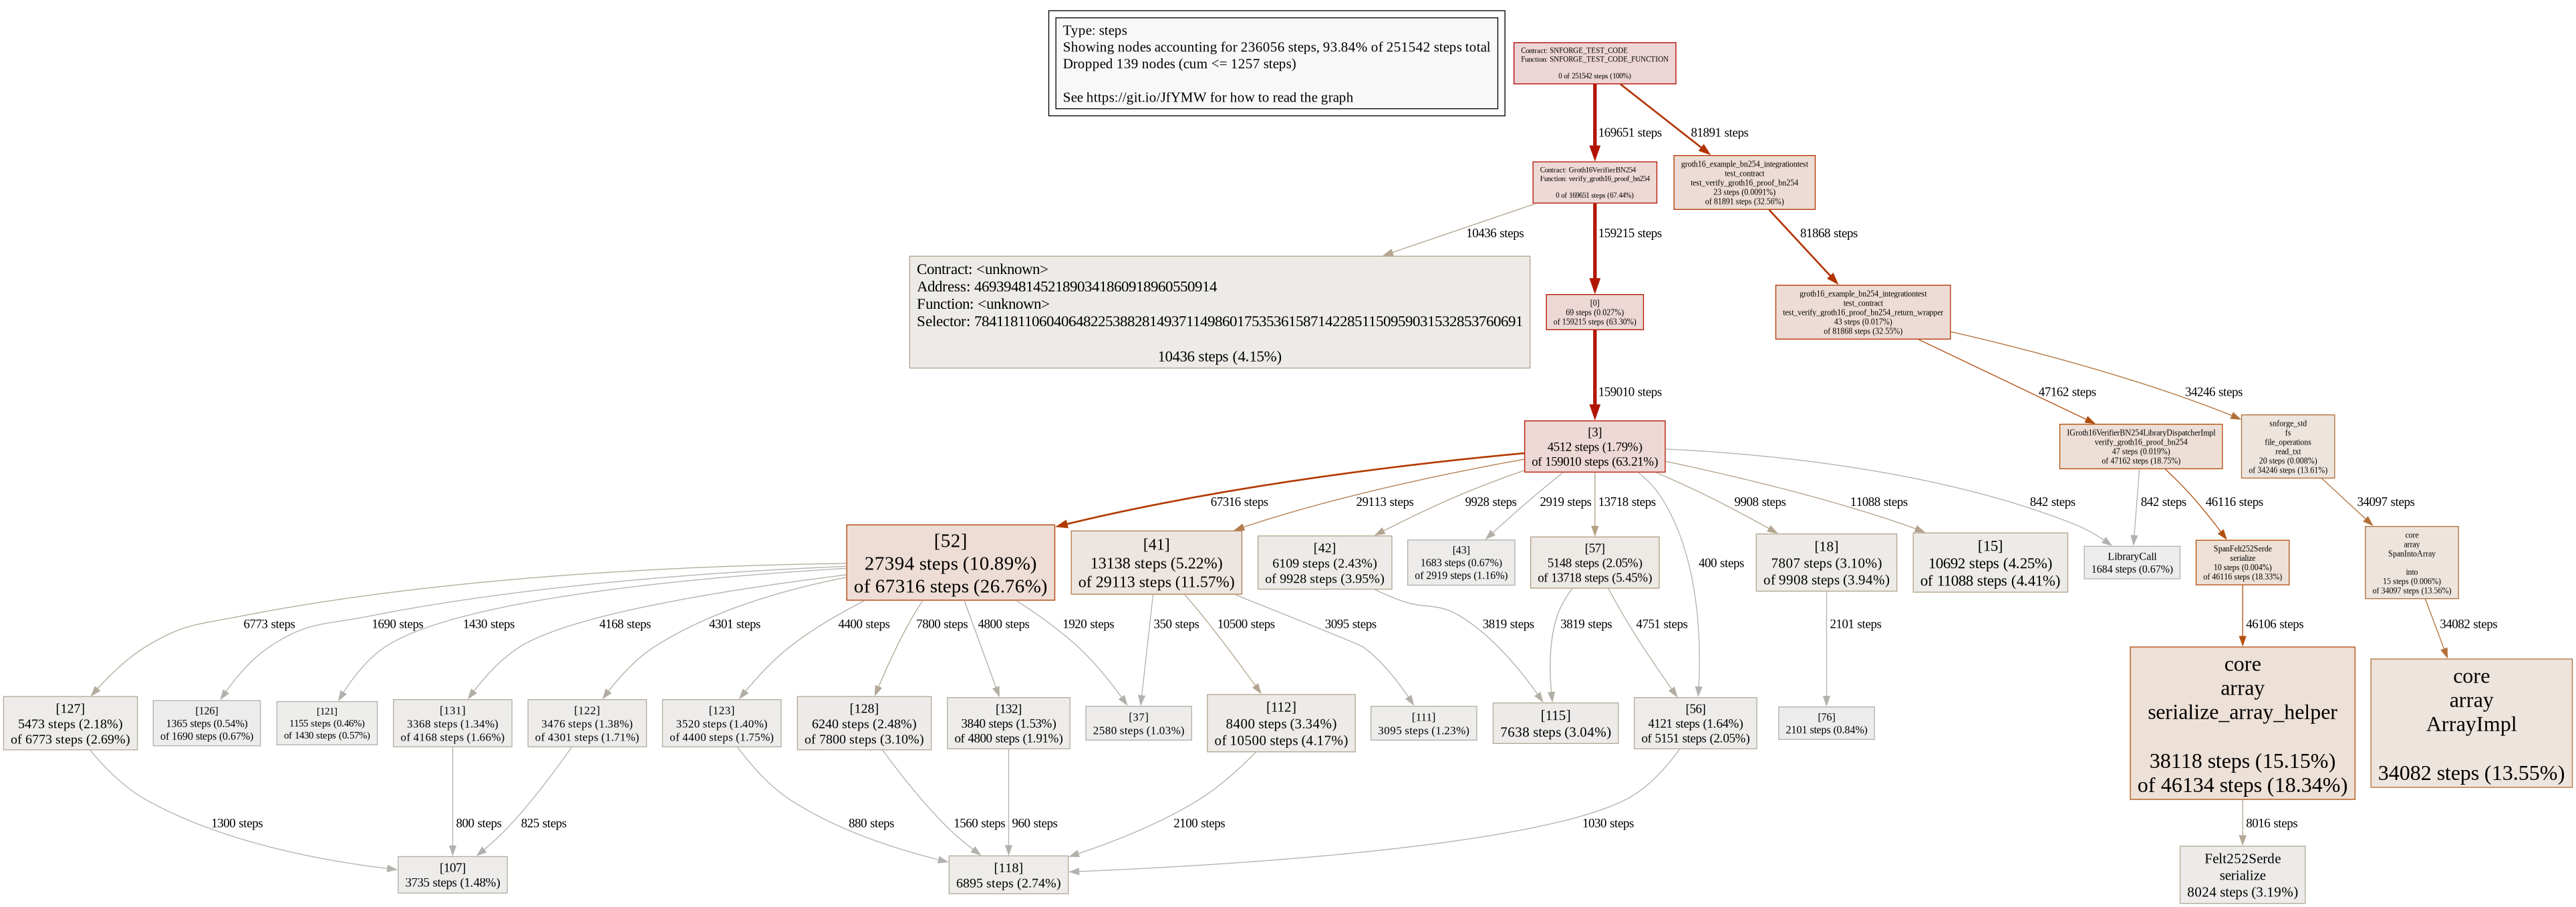 Type: steps
Showing nodes accounting for 236056 steps, 93.84% of 251542 steps total
Dropped 139 nodes (cum <= 1257 steps)
See https://git.io/JfYMW for how to read the graph
Contract: SNFORGE_TEST_CODE
Function: SNFORGE_TEST_CODE_FUNCTION
0 of 251542 steps (100%)
169651 steps
81891 steps
Contract: Groth16VerifierBN254
Function: verify_groth16_proof_bn254
0 of 169651 steps (67.44%)
groth16_example_bn254_integrationtest
test_contract
test_verify_groth16_proof_bn254
23 steps (0.0091%)
of 81891 steps (32.56%)
10436 steps
159215 steps
81868 steps
Contract: <unknown>
Address: 469394814521890341860918960550914
Function: <unknown>
Selector: 784118110604064822538828149371149860175353615871422851150959031532853760691
10436 steps (4.15%)
[0]
69 steps (0.027%)
of 159215 steps (63.30%)
groth16_example_bn254_integrationtest
test_contract
test_verify_groth16_proof_bn254_return_wrapper
43 steps (0.017%)
of 81868 steps (32.55%)
159010 steps
47162 steps
34246 steps
[3]
4512 steps (1.79%)
of 159010 steps (63.21%)
IGroth16VerifierBN254LibraryDispatcherImpl
verify_groth16_proof_bn254
47 steps (0.019%)
of 47162 steps (18.75%)
snforge_std
fs
file_operations
read_txt
20 steps (0.008%)
of 34246 steps (13.61%)
67316 steps
29113 steps
9928 steps
2919 steps
13718 steps
400 steps
9908 steps
11088 steps
842 steps
842 steps
46116 steps
34097 steps
[52]
27394 steps (10.89%)
of 67316 steps (26.76%)
[41]
13138 steps (5.22%)
of 29113 steps (11.57%)
[42]
6109 steps (2.43%)
of 9928 steps (3.95%)
[43]
1683 steps (0.67%)
of 2919 steps (1.16%)
[57]
5148 steps (2.05%)
of 13718 steps (5.45%)
[18]
7807 steps (3.10%)
of 9908 steps (3.94%)
[15]
10692 steps (4.25%)
of 11088 steps (4.41%)
LibraryCall
1684 steps (0.67%)
SpanFelt252Serde
serialize
10 steps (0.004%)
of 46116 steps (18.33%)
core
array
SpanIntoArray
into
15 steps (0.006%)
of 34097 steps (13.56%)
6773 steps
1690 steps
1430 steps
4168 steps
4301 steps
4400 steps
7800 steps
4800 steps
1920 steps
350 steps
10500 steps
3095 steps
3819 steps
3819 steps
4751 steps
2101 steps
46106 steps
34082 steps
[127]
5473 steps (2.18%)
of 6773 steps (2.69%)
[126]
1365 steps (0.54%)
of 1690 steps (0.67%)
[121]
1155 steps (0.46%)
of 1430 steps (0.57%)
[131]
3368 steps (1.34%)
of 4168 steps (1.66%)
[122]
3476 steps (1.38%)
of 4301 steps (1.71%)
[123]
3520 steps (1.40%)
of 4400 steps (1.75%)
[128]
6240 steps (2.48%)
of 7800 steps (3.10%)
[132]
3840 steps (1.53%)
of 4800 steps (1.91%)
[37]
2580 steps (1.03%)
[112]
8400 steps (3.34%)
of 10500 steps (4.17%)
[111]
3095 steps (1.23%)
[115]
7638 steps (3.04%)
[56]
4121 steps (1.64%)
of 5151 steps (2.05%)
[76]
2101 steps (0.84%)
core
array
serialize_array_helper
38118 steps (15.15%)
of 46134 steps (18.34%)
core
array
ArrayImpl
34082 steps (13.55%)
1300 steps
800 steps
825 steps
880 steps
1560 steps
960 steps
2100 steps
1030 steps
8016 steps
[107]
3735 steps (1.48%)
[118]
6895 steps (2.74%)
Felt252Serde
serialize
8024 steps (3.19%)